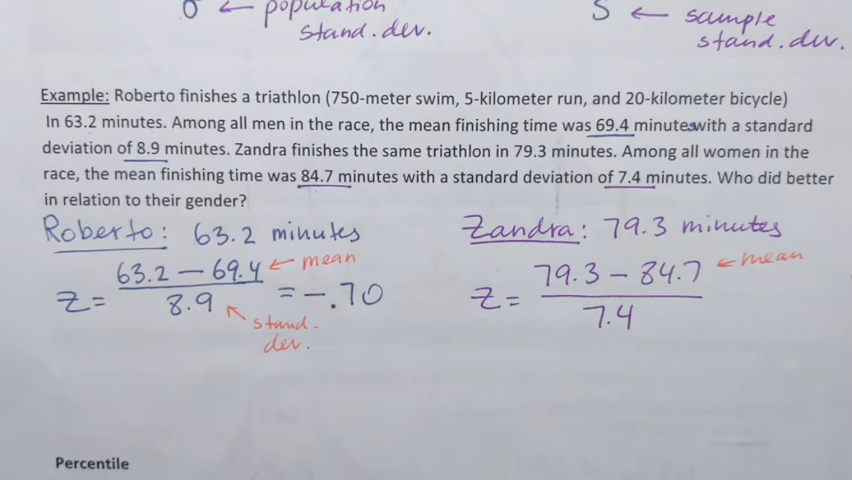 σ ← population
stand. dev.
S ← sample
stand. dev.
Example: Roberto finishes a triathlon (750-meter swim, 5-kilometer run, and 20-kilometer bicycle)
In 63.2 minutes. Among all men in the race, the mean finishing time was 69.4 minutes with a standard
deviation of 8.9 minutes. Zandra finishes the same triathlon in 79.3 minutes. Among all women in the
race, the mean finishing time was 84.7 minutes with a standard deviation of 7.4 minutes. Who did better
in relation to their gender?
Roberto: 63.2 minutes
63.2 – 69.4 ← mean
Z = = -.70
8.9
stand.
dev.
Zandra: 79.3 minutes
79.3 – 84.7 ← mean
Z =
7.4
Percentile